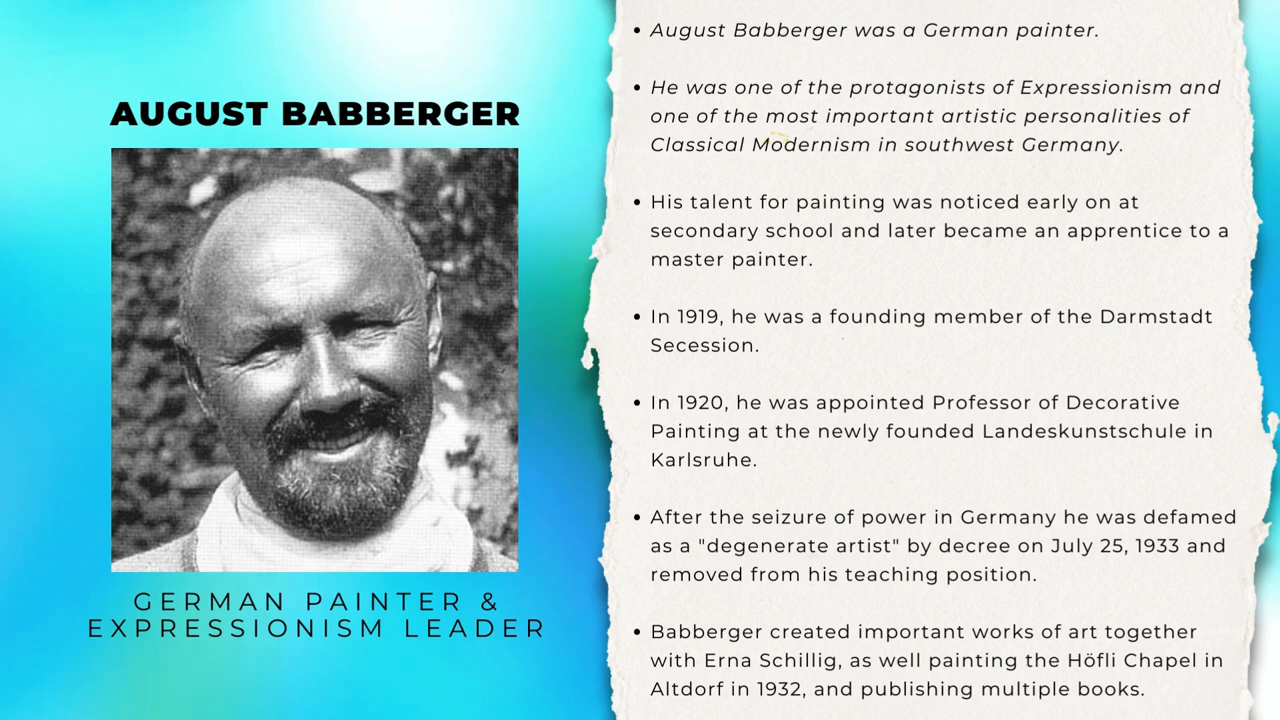 AUGUST BABBERGER
GERMAN PAINTER &
EXPRESSIONISM LEADER
• August Babberger was a German painter.
• He was one of the protagonists of Expressionism and
one of the most important artistic personalities of
Classical Modernism in southwest Germany.
• His talent for painting was noticed early on at
secondary school and later became an apprentice to a
master painter.
• In 1919, he was a founding member of the Darmstadt
Secession.
• In 1920, he was appointed Professor of Decorative
Painting at the newly founded Landeskunstschule in
Karlsruhe.
• After the seizure of power in Germany he was defamed
as a "degenerate artist" by decree on July 25, 1933 and
removed from his teaching position.
• Babberger created important works of art together
with Erna Schillig, as well painting the Höfli Chapel in
Altdorf in 1932, and publishing multiple books.